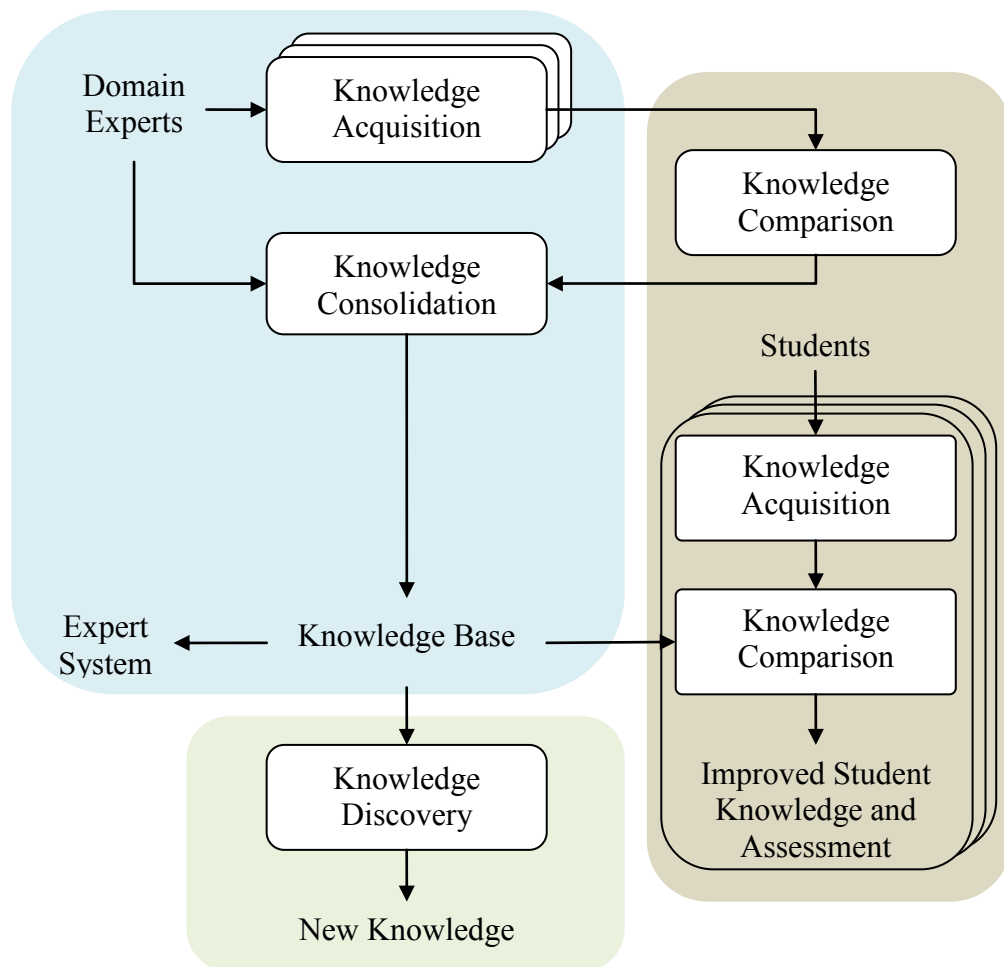 Domain
Experts
Knowledge
Acquisition
Knowledge
Comparison
Knowledge
Consolidation
Students
Knowledge
Acquisition
Knowledge
Comparison
Expert
System
Knowledge Base
Improved Student
Knowledge and
Assessment
Knowledge
Discovery
New Knowledge